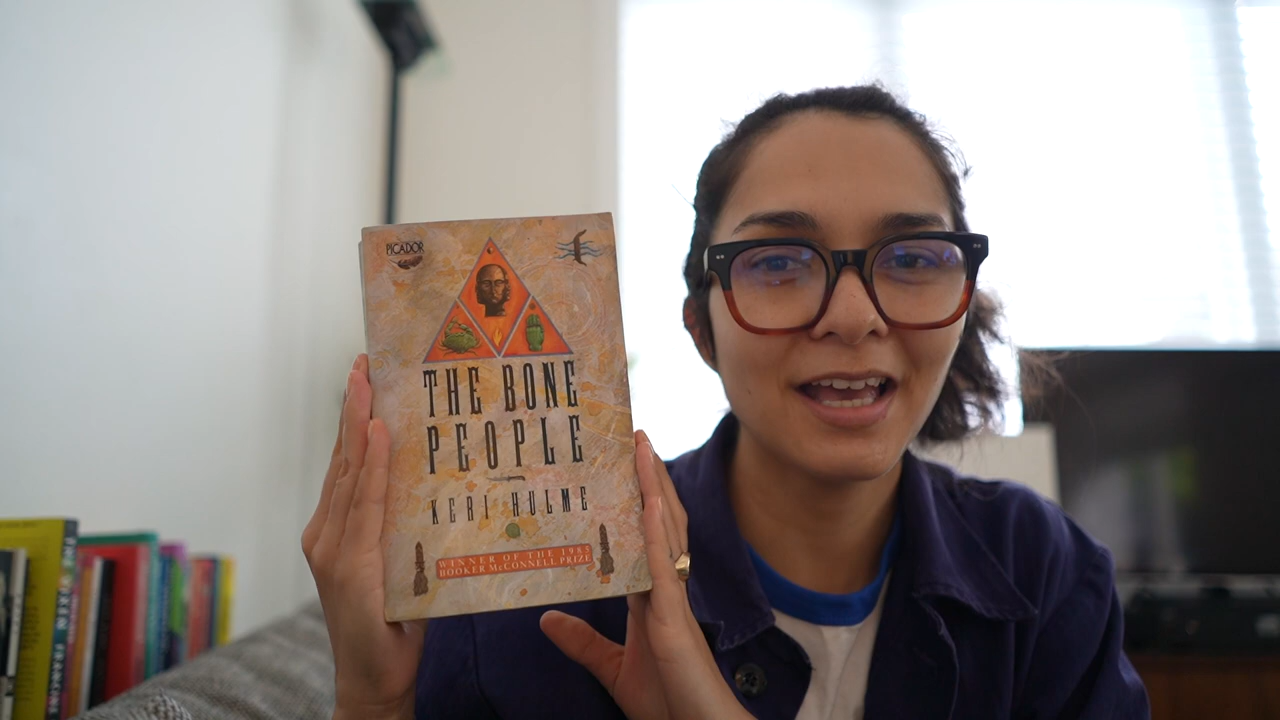 PICADOR
THE BONE
PEOPLE
KERI HULME
WINNER OF THE 1985
BOOKER McCONNELL PRIZE